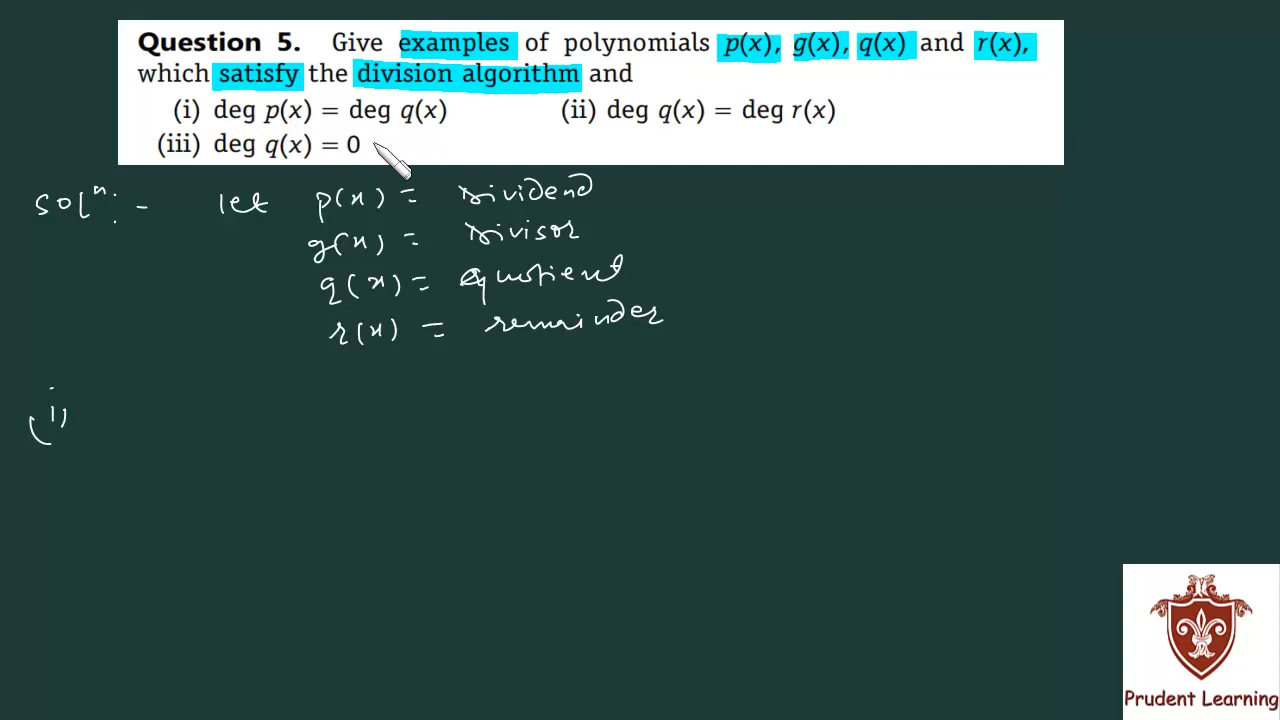 Question 5. Give examples of polynomials p(x), g(x), q(x) and r(x),
which satisfy the division algorithm and
(i) deg p(x) = deg q(x) (ii) deg q(x) = deg r(x)
(iii) deg q(x) = 0
Solⁿ: - let p(x) = Dividend
g(x) = Divisor
q(x) = quotient
r(x) = remainder
(i)
Prudent Learning